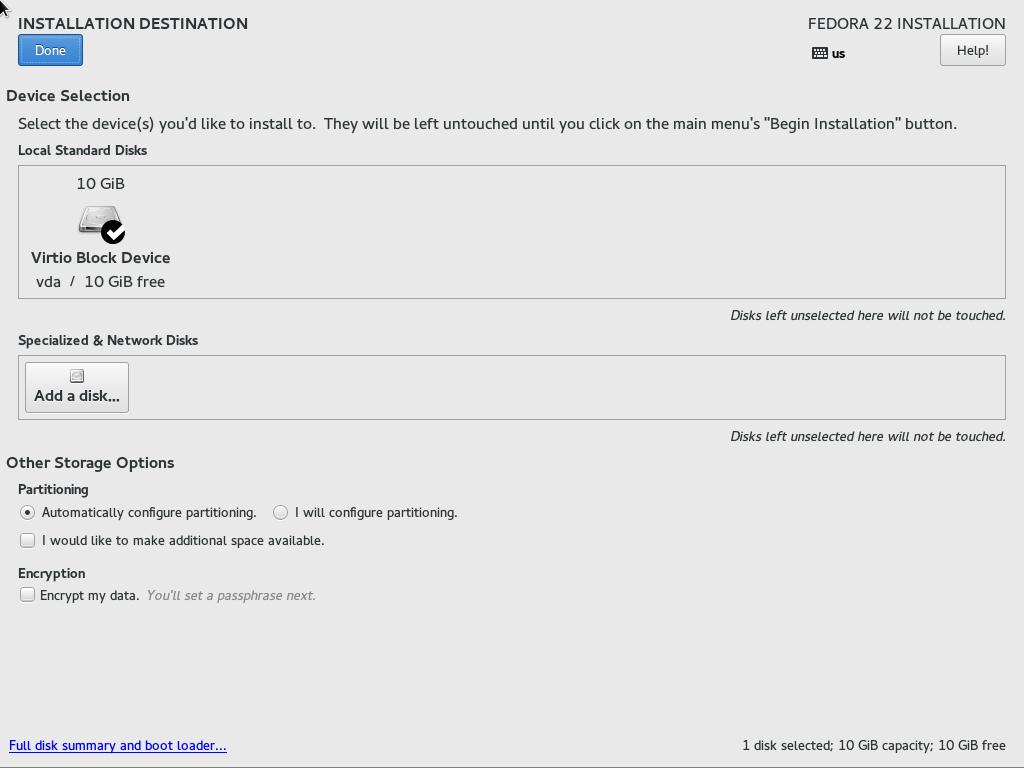 INSTALLATION DESTINATION
FEDORA 22 INSTALLATION
Done
us
Help!
Device Selection
Select the device(s) you'd like to install to.  They will be left untouched until you click on the main menu's "Begin Installation" button.
Local Standard Disks
10 GiB
Virtio Block Device
vda / 10 GiB free
Disks left unselected here will not be touched.
Specialized & Network Disks
Add a disk...
Disks left unselected here will not be touched.
Other Storage Options
Partitioning
Automatically configure partitioning. I will configure partitioning.
I would like to make additional space available.
Encryption
Encrypt my data. You'll set a passphrase next.
Full disk summary and boot loader... 1 disk selected; 10 GiB capacity; 10 GiB free